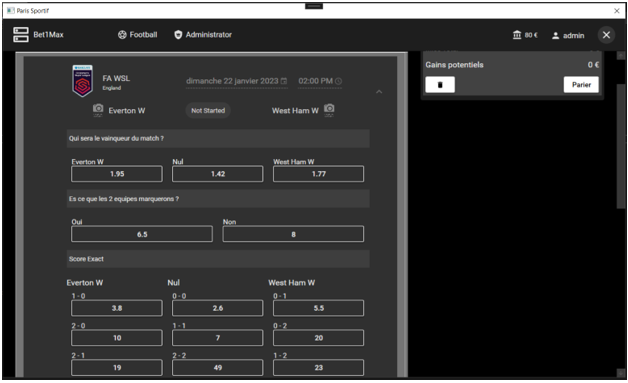 Paris Sportif
Bet1Max
Football
Administrator
80 €
admin
FA WSL
England
dimanche 22 janvier 2023
02:00 PM
Everton W
Not Started
West Ham W
Qui sera le vainqueur du match ?
Everton W
Nul
West Ham W
1.95
1.42
1.77
Es ce que les 2 equipes marquerons ?
Oui
Non
6.5
8
Score Exact
Everton W
Nul
West Ham W
1 - 0
0 - 0
0 - 1
3.8
2.6
5.5
2 - 0
1 - 1
0 - 2
10
7
20
2 - 1
2 - 2
1 - 2
19
49
23
Gains potentiels
0 €
Parier